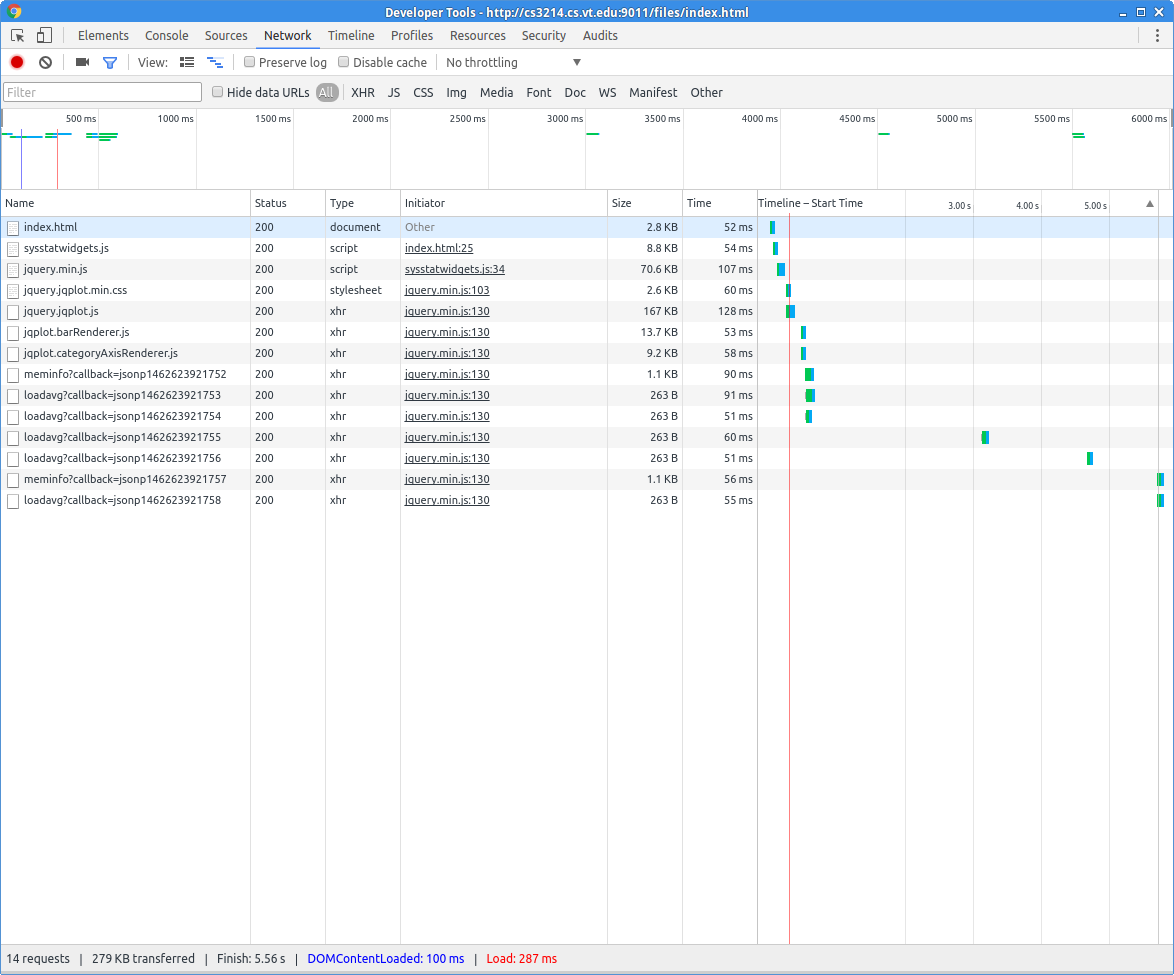 Developer Tools - http://cs3214.cs.vt.edu:9011/files/index.html
Elements Console Sources Network Timeline Profiles Resources Security Audits
View: Preserve log Disable cache No throttling
Filter Hide data URLs All XHR JS CSS Img Media Font Doc WS Manifest Other
500 ms 1000 ms 1500 ms 2000 ms 2500 ms 3000 ms 3500 ms 4000 ms 4500 ms 5000 ms 5500 ms 6000 ms
Name Status Type Initiator Size Time Timeline – Start Time 3.00 s 4.00 s 5.00 s
index.html 200 document Other 2.8 KB 52 ms
sysstatwidgets.js 200 script index.html:25 8.8 KB 54 ms
jquery.min.js 200 script sysstatwidgets.js:34 70.6 KB 107 ms
jquery.jqplot.min.css 200 stylesheet jquery.min.js:103 2.6 KB 60 ms
jquery.jqplot.js 200 xhr jquery.min.js:130 167 KB 128 ms
jqplot.barRenderer.js 200 xhr jquery.min.js:130 13.7 KB 53 ms
jqplot.categoryAxisRenderer.js 200 xhr jquery.min.js:130 9.2 KB 58 ms
meminfo?callback=jsonp1462623921752 200 xhr jquery.min.js:130 1.1 KB 90 ms
loadavg?callback=jsonp1462623921753 200 xhr jquery.min.js:130 263 B 91 ms
loadavg?callback=jsonp1462623921754 200 xhr jquery.min.js:130 263 B 51 ms
loadavg?callback=jsonp1462623921755 200 xhr jquery.min.js:130 263 B 60 ms
loadavg?callback=jsonp1462623921756 200 xhr jquery.min.js:130 263 B 51 ms
meminfo?callback=jsonp1462623921757 200 xhr jquery.min.js:130 1.1 KB 56 ms
loadavg?callback=jsonp1462623921758 200 xhr jquery.min.js:130 263 B 55 ms
14 requests | 279 KB transferred | Finish: 5.56 s | DOMContentLoaded: 100 ms | Load: 287 ms